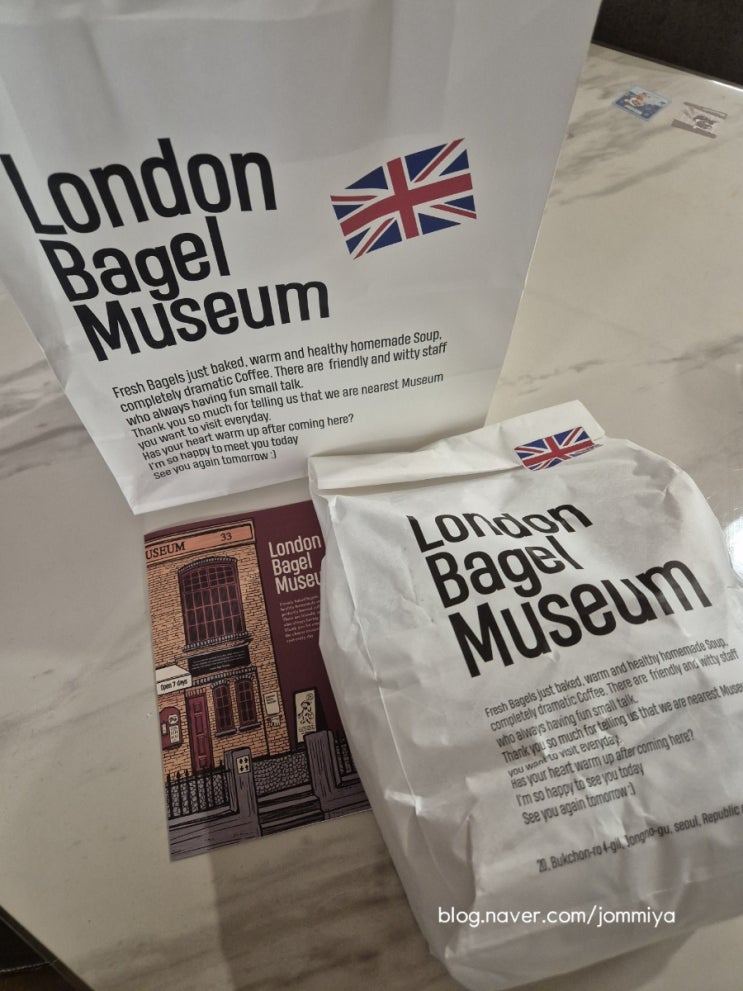 London
Bagel
Museum
Fresh Bagels just baked, warm and healthy homemade Soup,
completely dramatic Coffee. There are friendly and witty staff
who always having fun small talk.
Thank you so much for telling us that we are nearest Museum
you want to visit everyday.
Has your heart warm up after coming here?
I'm so happy to meet you today
See you again tomorrow :)
USEUM 33
London
Bagel
Museu
Open 7 days
London
Bagel
Museum
Fresh Bagels just baked, warm and healthy homemade Soup,
completely dramatic Coffee. There are friendly and witty staff
who always having fun small talk.
Thank you so much for telling us that we are nearest Museu
you want to visit everyday.
Has your heart warm up after coming here?
I'm so happy to see you today
See you again tomorrow :)
20, Bukchon-ro 4-gil, Jongno-gu, seoul, Republic
blog.naver.com/jommiya